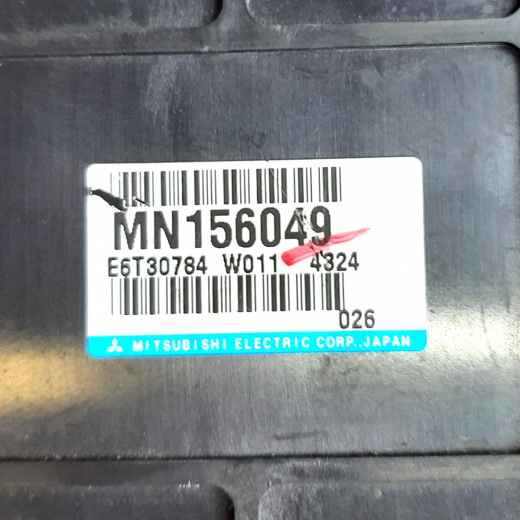 MN156049
E6T30784 W011 4324
026
MITSUBISHI ELECTRIC CORP.,JAPAN